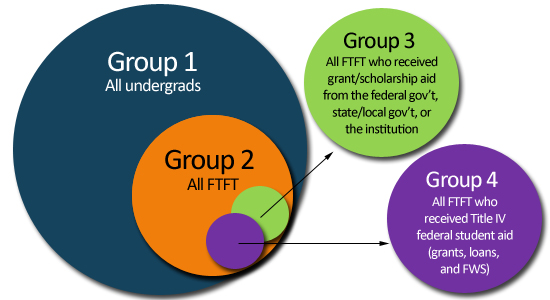 Group 1
All undergrads
Group 2
All FTFT
Group 3
All FTFT who received
grant/scholarship aid
from the federal gov't,
state/local gov't, or
the institution
Group 4
All FTFT who
received Title IV
federal student aid
(grants, loans,
and FWS)